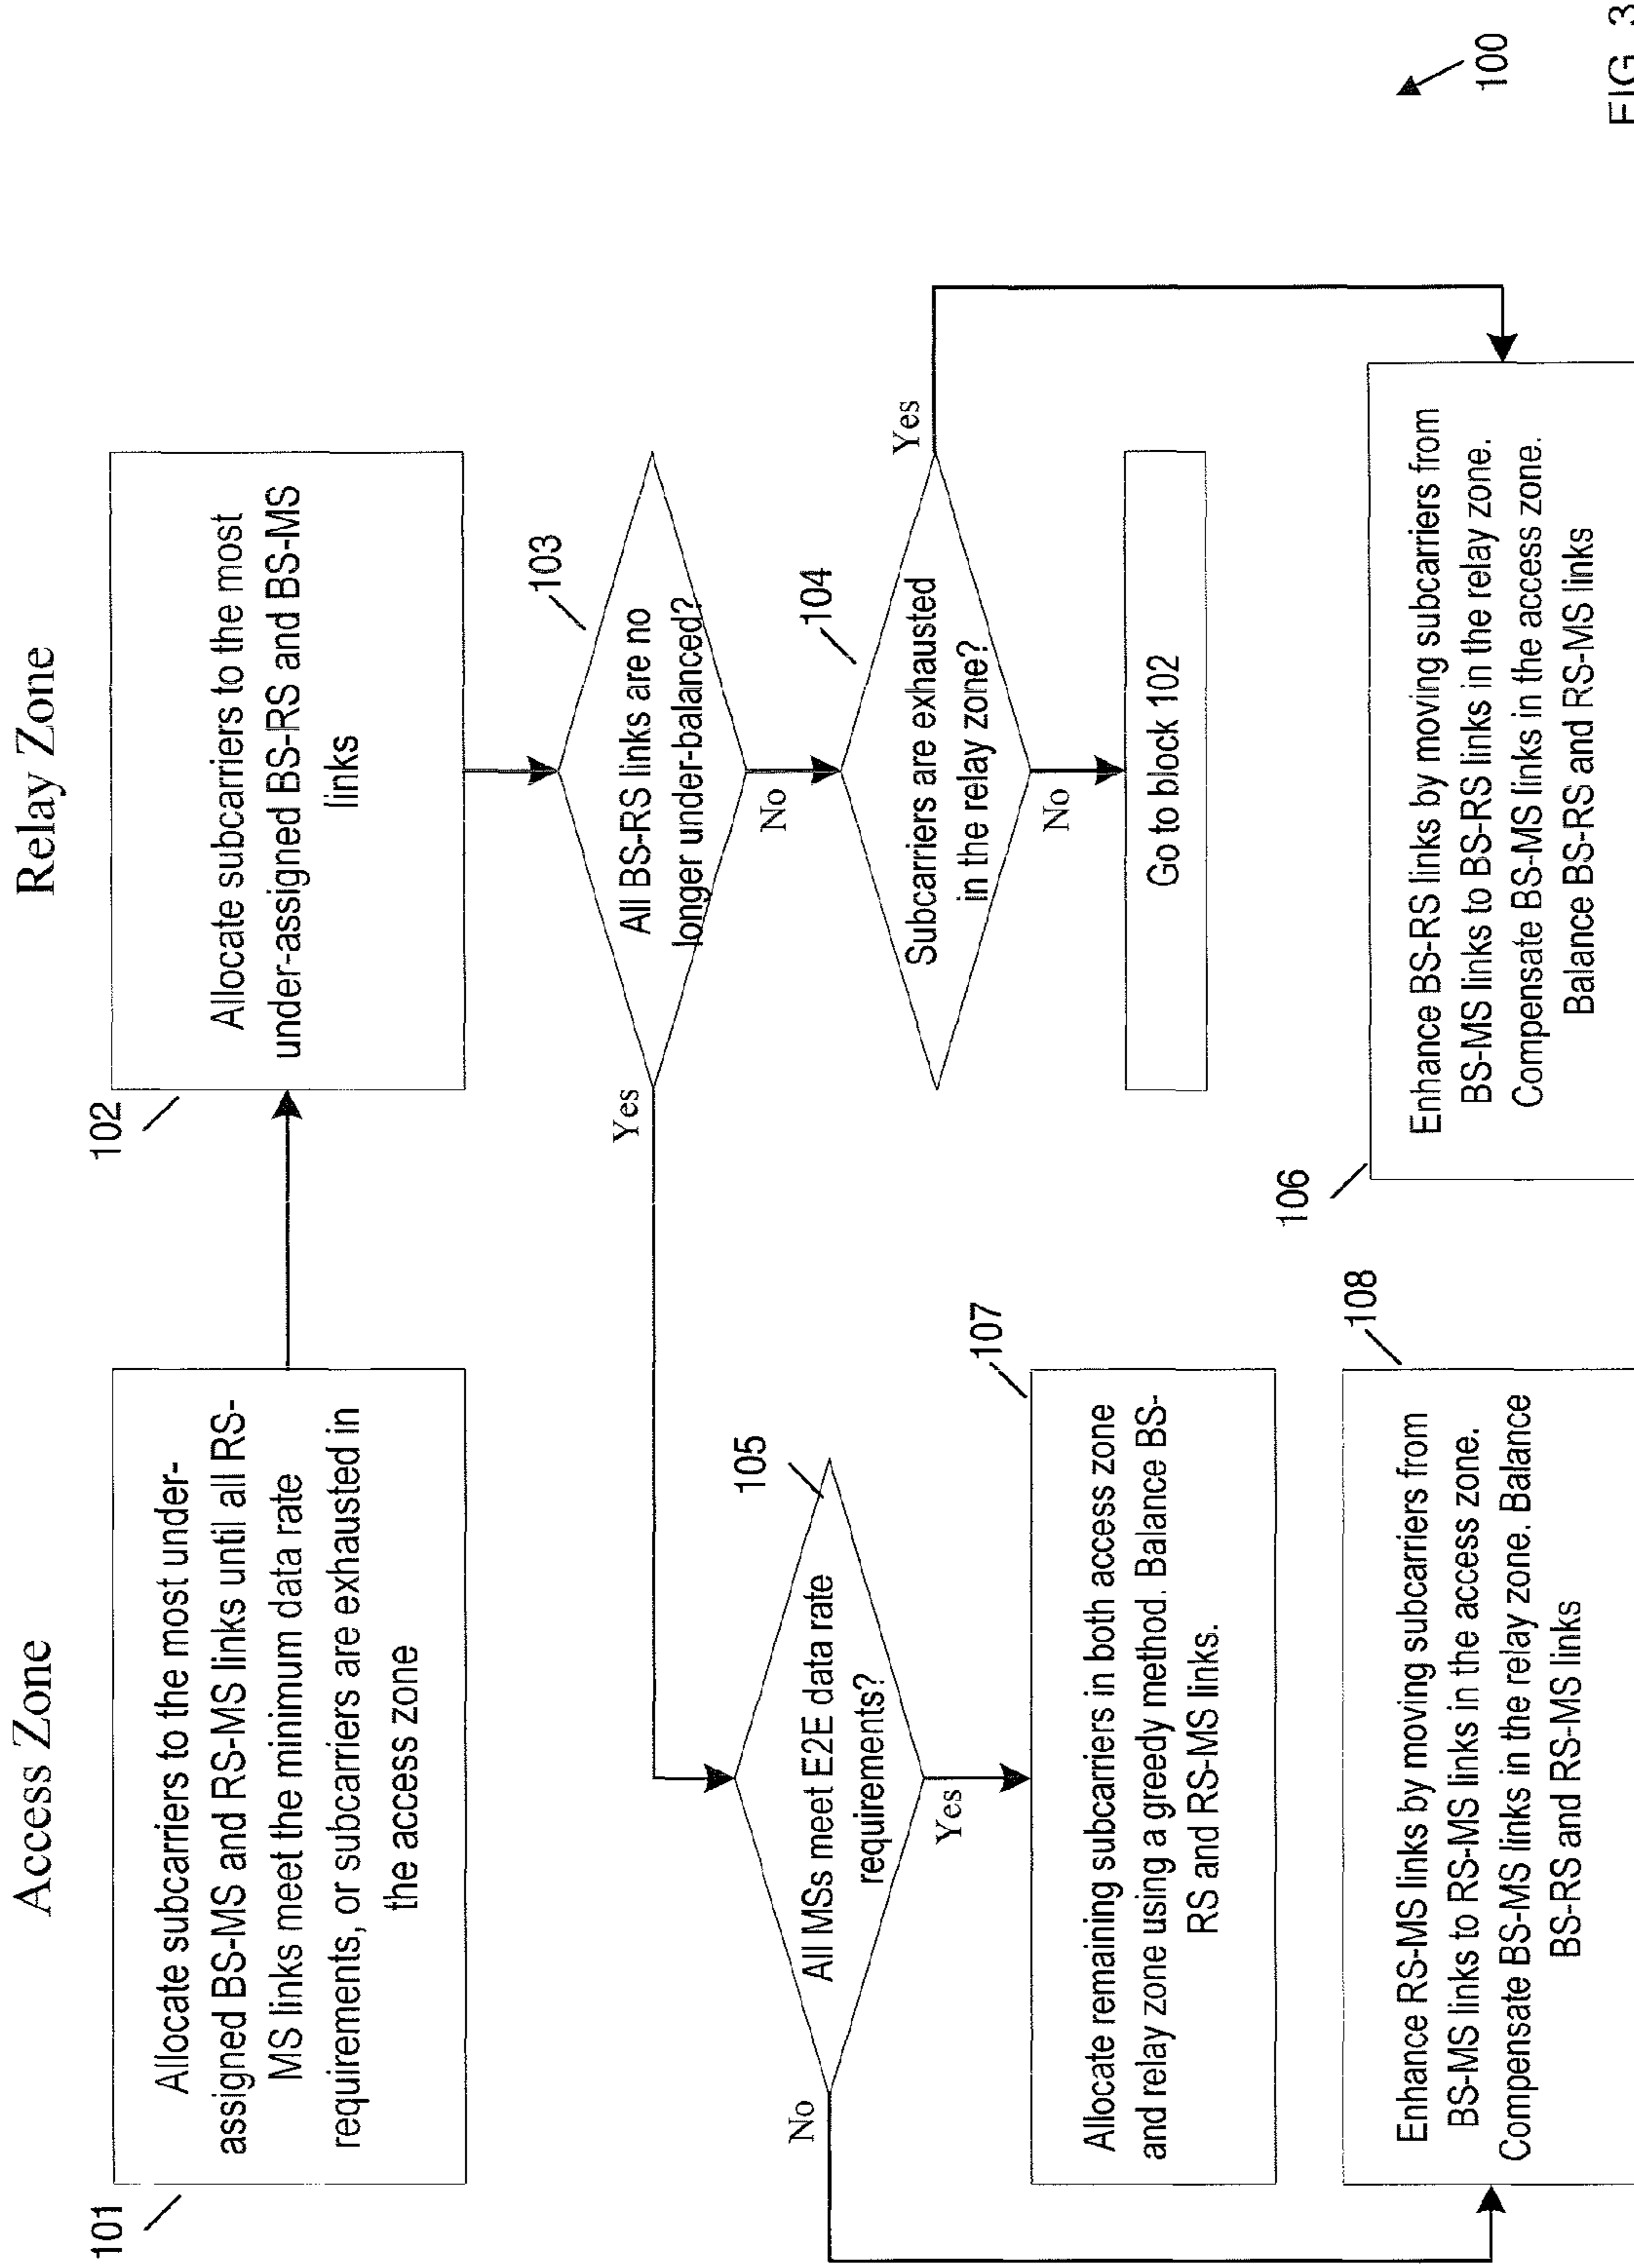 Access Zone
Relay Zone
101
Allocate subcarriers to the most under-
assigned BS-MS and RS-MS links until all RS-
MS links meet the minimum data rate
requirements, or subcarriers are exhausted in
the access zone
102
Allocate subcarriers to the most
under-assigned BS-RS and BS-MS
links
103
All BS-RS links are no
longer under-balanced?
Yes
No
104
Subcarriers are exhausted
in the relay zone?
Yes
No
Go to block 102
105
All MSs meet E2E data rate
requirements?
No
Yes
107
Allocate remaining subcarriers in both access zone
and relay zone using a greedy method. Balance BS-
RS and RS-MS links.
106
Enhance BS-RS links by moving subcarriers from
BS-MS links to BS-RS links in the relay zone.
Compensate BS-MS links in the access zone.
Balance BS-RS and RS-MS links
108
Enhance RS-MS links by moving subcarriers from
BS-MS links to RS-MS links in the access zone.
Compensate BS-MS links in the relay zone. Balance
BS-RS and RS-MS links
100
FIG. 3